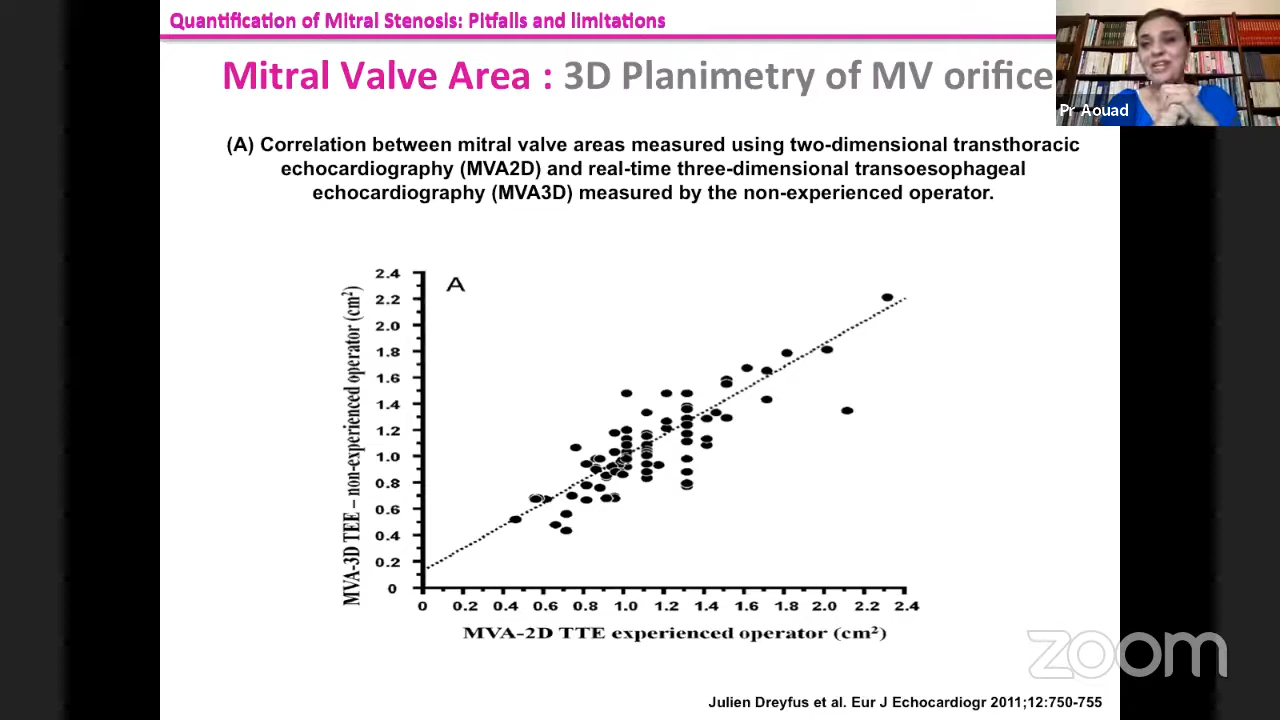 Quantification of Mitral Stenosis: Pitfalls and limitations
Mitral Valve Area : 3D Planimetry of MV orifice
Pr Aouad
(A) Correlation between mitral valve areas measured using two-dimensional transthoracic
echocardiography (MVA2D) and real-time three-dimensional transoesophageal
echocardiography (MVA3D) measured by the non-experienced operator.
A
MVA-3D TEE – non-experienced operator (cm²)
2.4
2.2
2.0
1.8
1.6
1.4
1.2
1.0
0.8
0.6
0.4
0.2
0
0 0.2 0.4 0.6 0.8 1.0 1.2 1.4 1.6 1.8 2.0 2.2 2.4
MVA-2D TTE experienced operator (cm²)
zoom
Julien Dreyfus et al. Eur J Echocardiogr 2011;12:750-755